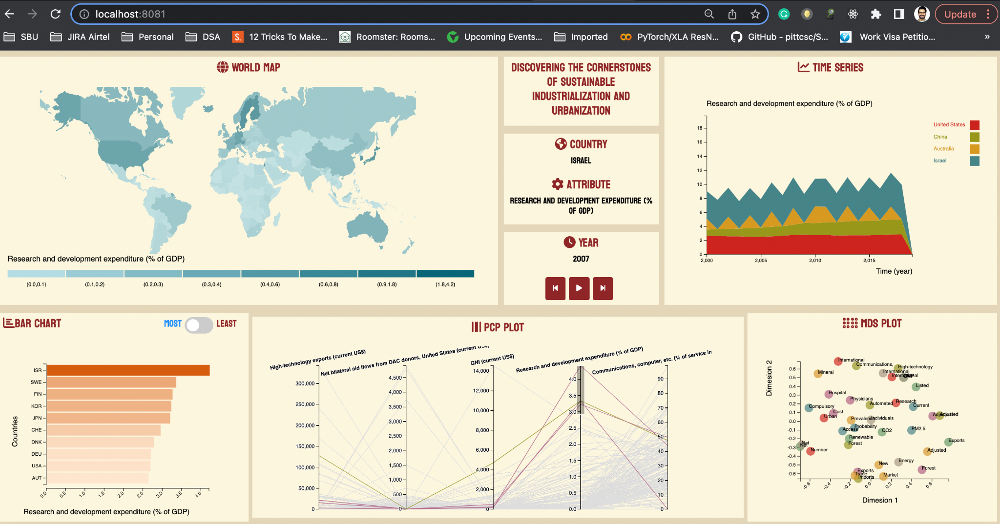 localhost:8081
Update
SBU
JIRA Airtel
Personal
DSA
S.
12 Tricks To Make...
Roomster: Rooms...
Upcoming Events...
Imported
PyTorch/XLA ResN...
GitHub - pittcsc/S...
Work Visa Petitio...
»
WORLD MAP
Research and development expenditure (% of GDP)
(0.0,0.1) (0.1,0.2) (0.2,0.3) (0.3,0.4) (0.4,0.6) (0.6,0.8) (0.9,1.8) (1.8,4.2)
DISCOVERING THE CORNERSTONES
OF SUSTAINABLE
INDUSTRIALIZATION AND
URBANIZATION
COUNTRY
ISRAEL
ATTRIBUTE
RESEARCH AND DEVELOPMENT EXPENDITURE (%
OF GDP)
YEAR
2007
TIME SERIES
Research and development expenditure (% of GDP)
18
16
14
12
10
8
6
4
2
0
2,000 2,005 2,010 2,015
Time (year)
United States
China
Australia
Israel
BAR CHART
MOST
LEAST
ISR
SWE
FIN
KOR
JPN
CHE
DNK
DEU
USA
AUT
Countries
0.0 0.5 1.0 1.5 2.0 2.5 3.0 3.5 4.0
Research and development expenditure (% of GDP)
PCP PLOT
High-technology exports (current US$)
300,000
250,000
200,000
150,000
100,000
50,000
0
Net bilateral aid flows from DAC donors, United States (current US$)
4,500
4,000
3,500
3,000
2,500
2,000
1,500
1,000
500
0
GNI (current US$)
14,000
12,000
10,000
8,000
6,000
4,000
2,000
0
Research and development expenditure (% of GDP)
4.0
3.5
3.0
2.5
2.0
1.5
1.0
0.5
0.0
Communications, computer, etc. (% of service in
90
80
70
60
50
40
30
20
10
0
MDS PLOT
Dimesion 2
0.6
0.5
0.4
0.3
0.2
0.1
0.0
-0.1
-0.2
-0.3
-0.4
-0.5
-0.6
International
Communications,
High-technology
Mineral
International
International
Listed
Hospital
Physicians
Automated
Research
Current
Compulsory
Cost
Urban
Prevalence
Individuals
Adjusted
Adjusted
Probability
Access
CO2
PM2.5
Renewable
Forest
Exports
Net
Net
Number
Adjusted
Energy
New
Forest
Exports
Trade
Imports
Market
-0.6 -0.4 -0.2 0.0 0.2 0.4 0.6
Dimesion 1